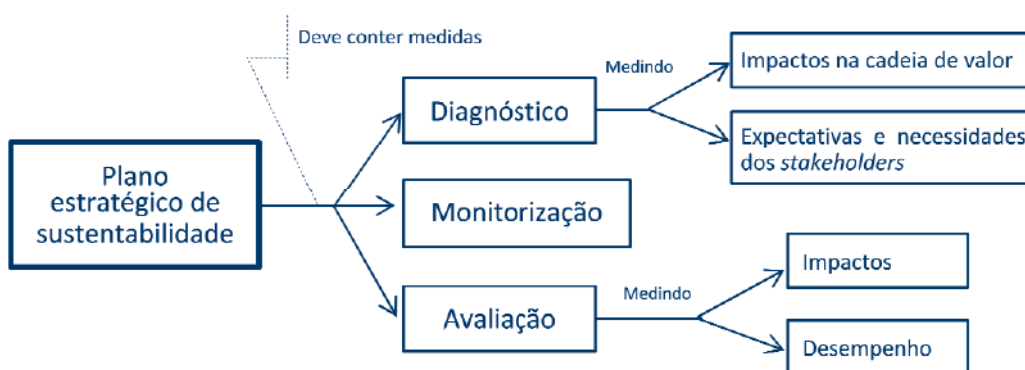 Deve conter medidas
Medindo
Impactos na cadeia de valor
Diagnóstico
Expectativas e necessidades
dos stakeholders
Plano
estratégico de
sustentabilidade
Monitorização
Impactos
Medindo
Avaliação
Desempenho